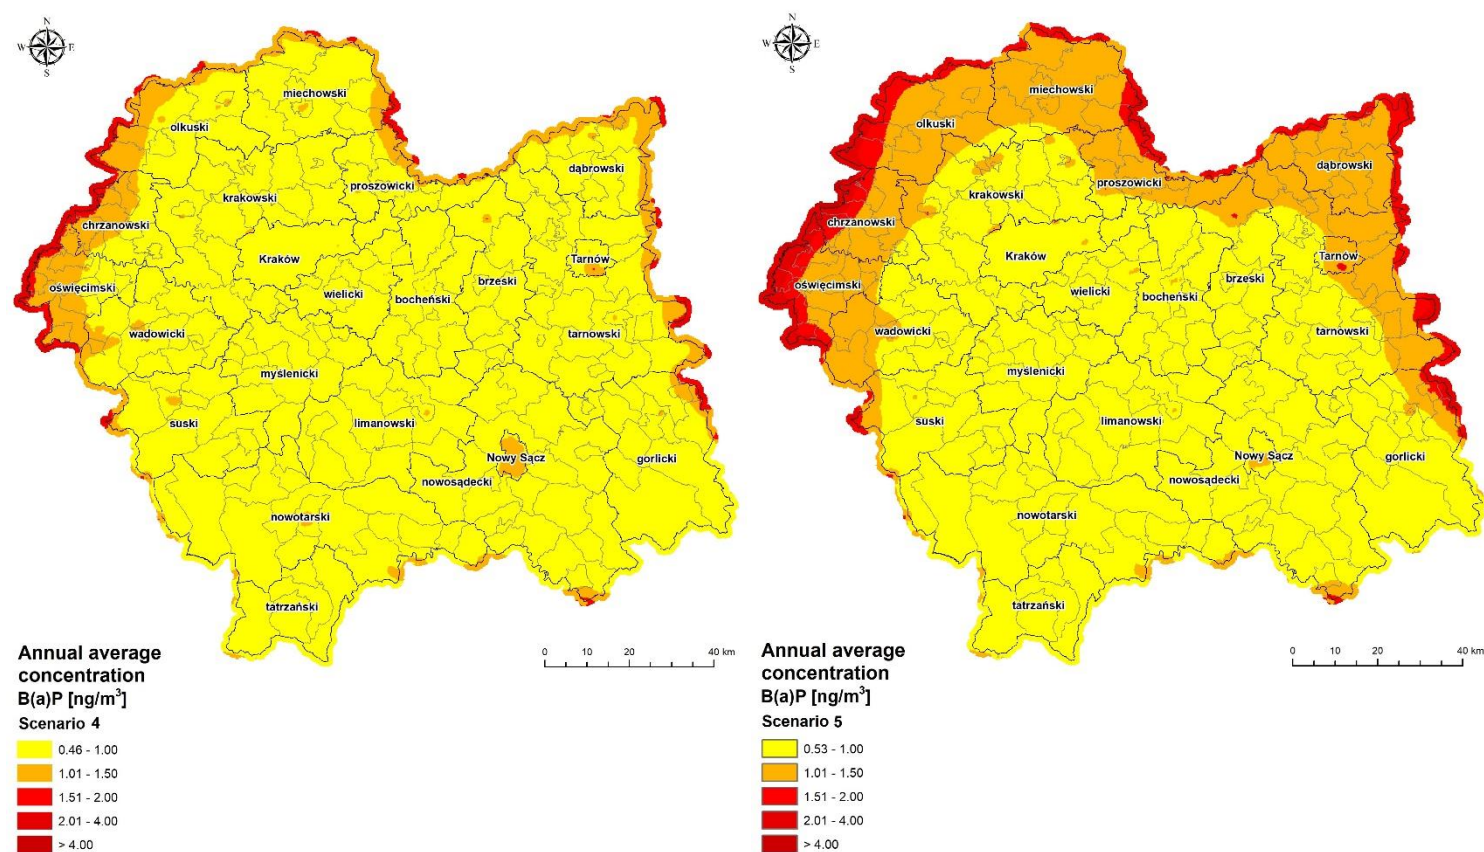 N
W E
S
miechowski
olkuski
dąbrowski
proszowicki
krakowski
chrzanowski
Kraków
Tarnów
oświęcimski
wielicki
bocheński
brzeski
wadowicki
tarnowski
myślenicki
suski
limanowski
Nowy Sącz
gorlicki
nowosądecki
nowotarski
tatrzański
Annual average
concentration
B(a)P [ng/m³]
Scenario 4
0.46 - 1.00
1.01 - 1.50
1.51 - 2.00
2.01 - 4.00
> 4.00
0 10 20 40 km
N
W E
S
miechowski
olkuski
dąbrowski
proszowicki
krakowski
chrzanowski
Kraków
Tarnów
oświęcimski
wielicki
bocheński
brzeski
wadowicki
tarnowski
myślenicki
suski
limanowski
Nowy Sącz
gorlicki
nowosądecki
nowotarski
tatrzański
Annual average
concentration
B(a)P [ng/m³]
Scenario 5
0.53 - 1.00
1.01 - 1.50
1.51 - 2.00
2.01 - 4.00
> 4.00
0 10 20 40 km